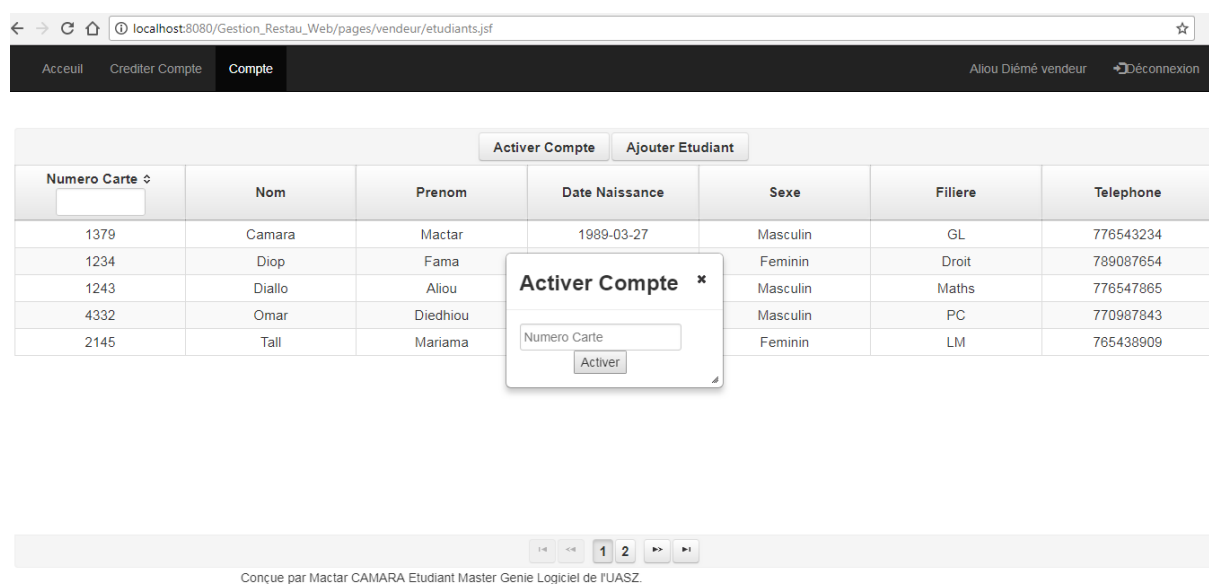 localhost:8080/Gestion_Restau_Web/pages/vendeur/etudiants.jsf
Acceuil Crediter Compte Compte Aliou Diémé vendeur Déconnexion
Activer Compte Ajouter Etudiant
Numero Carte Nom Prenom Date Naissance Sexe Filiere Telephone
1379 Camara Mactar 1989-03-27 Masculin GL 776543234
1234 Diop Fama Feminin Droit 789087654
1243 Diallo Aliou Masculin Maths 776547865
4332 Omar Diedhiou Masculin PC 770987843
2145 Tall Mariama Feminin LM 765438909
Activer Compte
Numero Carte
Activer
1 2
Conçue par Mactar CAMARA Etudiant Master Genie Logiciel de l'UASZ.